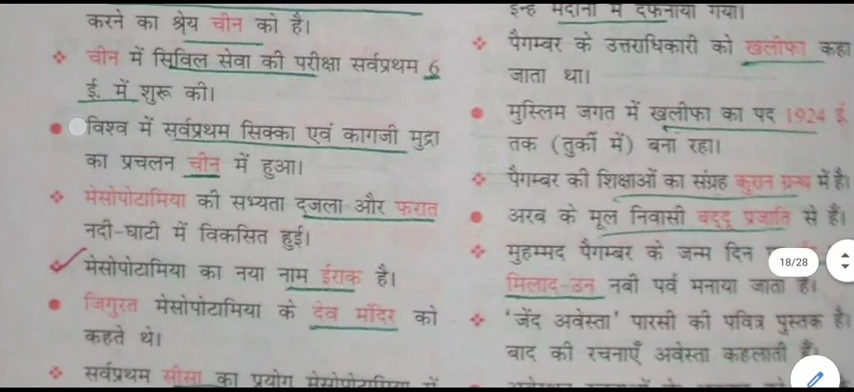 करने का श्रेय चीन को है।
चीन में सिविल सेवा की परीक्षा सर्वप्रथम 6
ई. में शुरू की।
विश्व में सर्वप्रथम सिक्का एवं कागजी मुद्रा
का प्रचलन चीन में हुआ।
मेसोपोटामिया की सभ्यता दजला और फरात
नदी-घाटी में विकसित हुई।
मेसोपोटामिया का नया नाम ईराक है।
जिगुरत मेसोपोटामिया के देव मंदिर को
कहते थे।
सर्वप्रथम सीसा का प्रयोग मेसोपोटामिया में
इन्हें मैदानों में दफनाया गया।
पैगम्बर के उत्तराधिकारी को खलीफा कहा
जाता था।
मुस्लिम जगत में खलीफा का पद 1924 ई.
तक (तुर्की में) बना रहा।
पैगम्बर की शिक्षाओं का संग्रह कुरान ग्रन्थ में है।
अरब के मूल निवासी बद्दू प्रजाति से हैं।
मुहम्मद पैगम्बर के जन्म दिन
18/28
मिलाद-उन नबी पर्व मनाया जाता है।
'जेंद अवेस्ता' पारसी की पवित्र पुस्तक है।
बाद की रचनाएँ अवेस्ता कहलाती हैं।